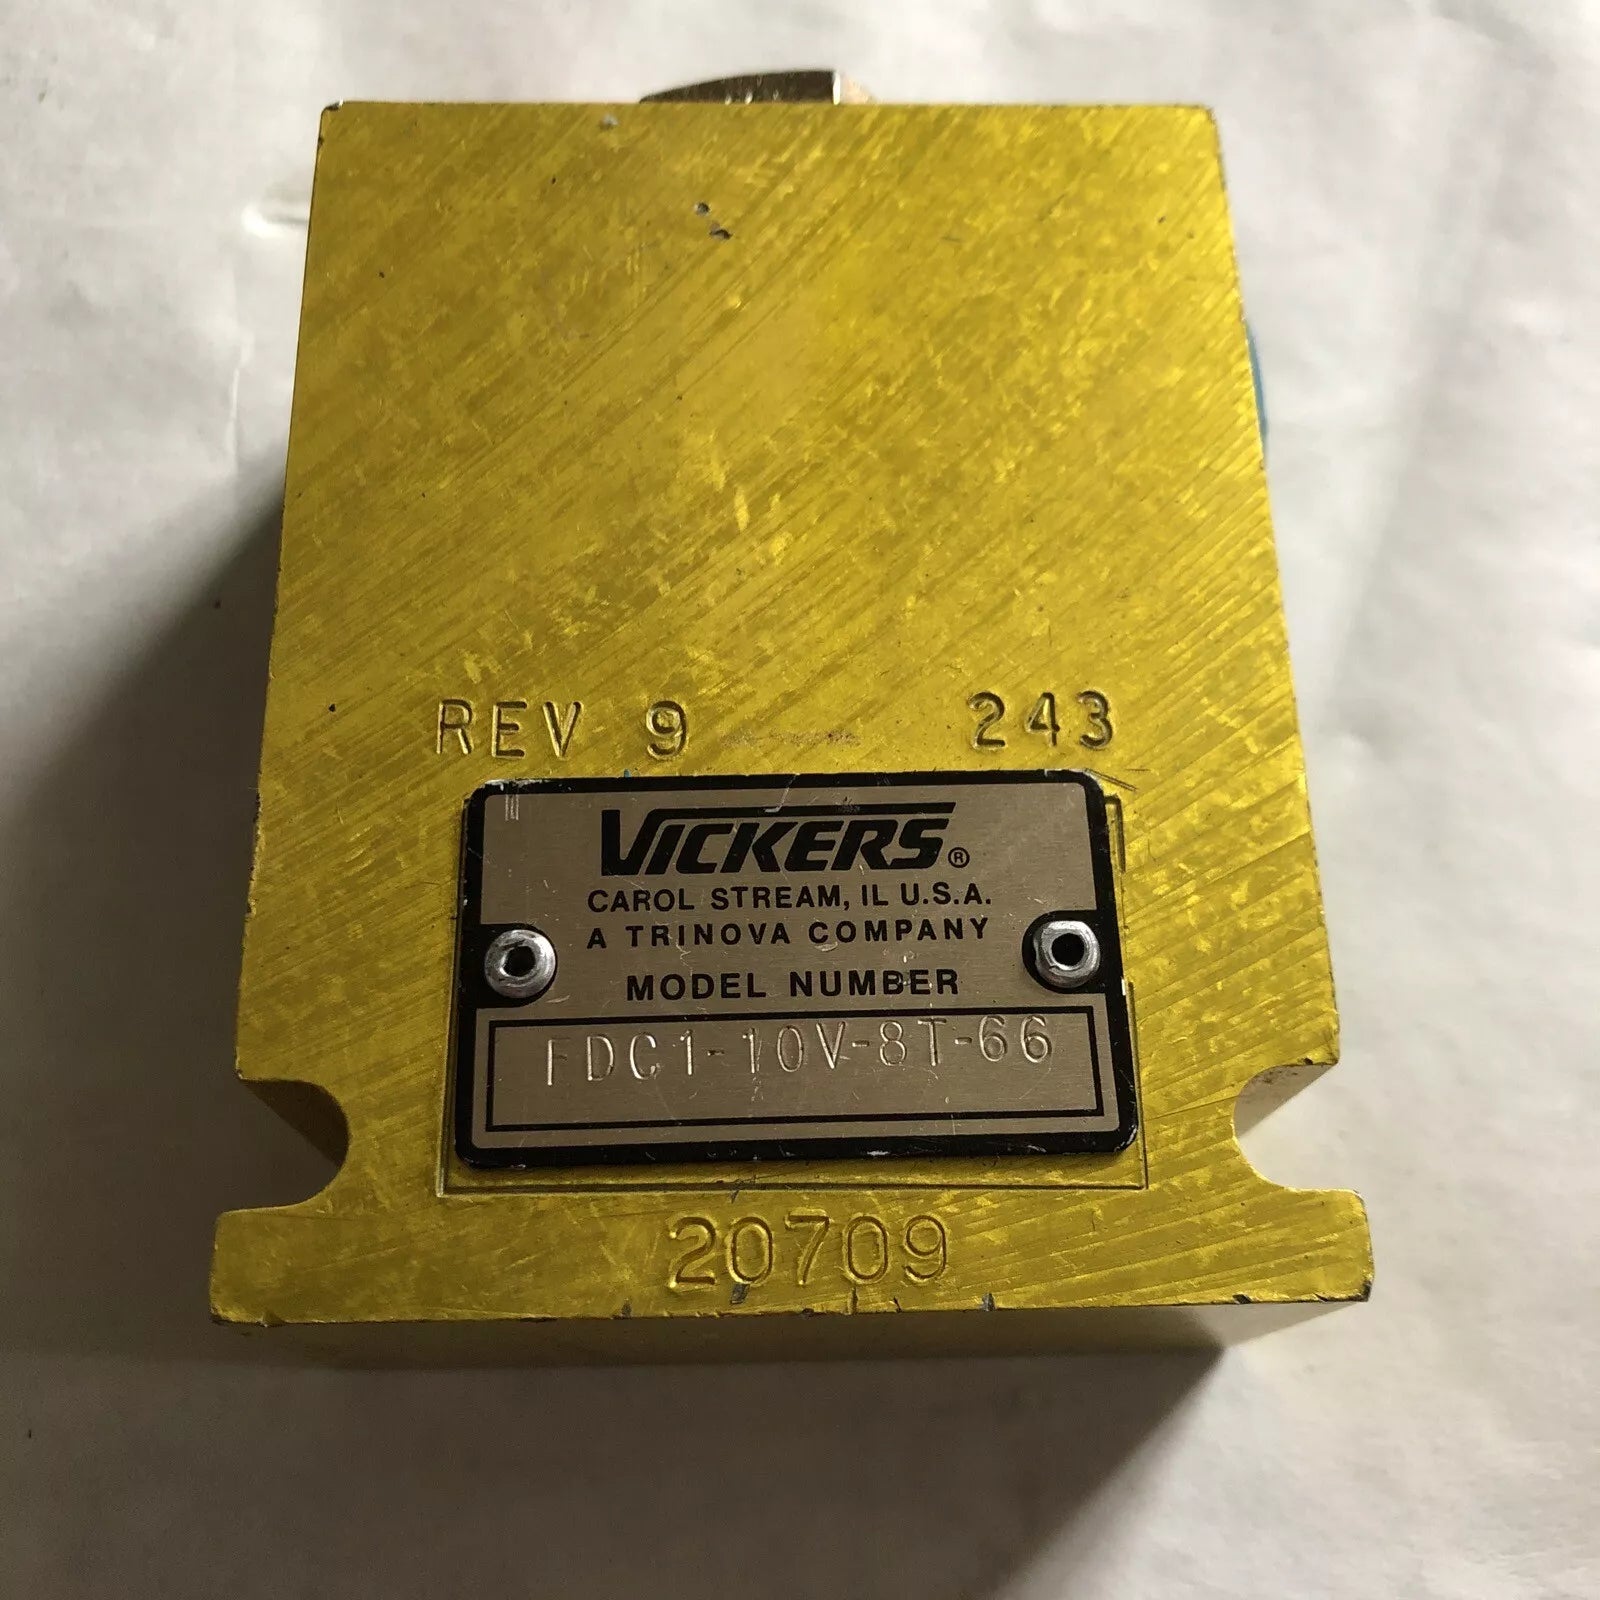 REV 9 243
VICKERS®
CAROL STREAM, IL U.S.A.
A TRINOVA COMPANY
MODEL NUMBER
FDC1-10V-8T-66
20709